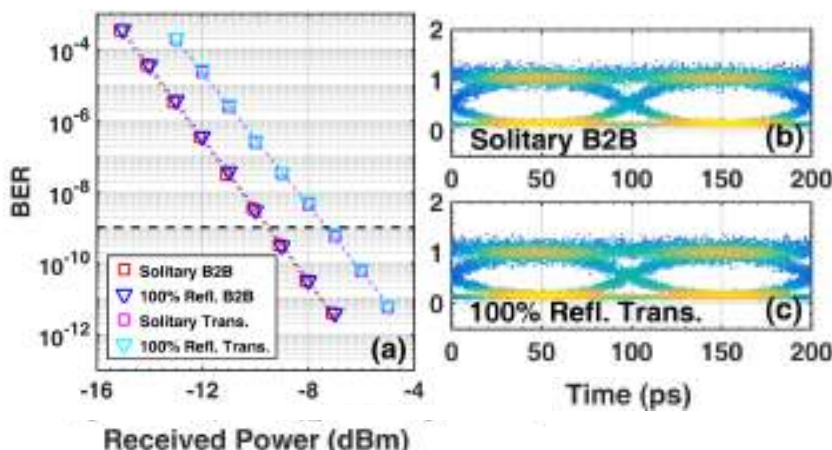 10⁻⁴
10⁻⁶
10⁻⁸
10⁻¹⁰
10⁻¹²
BER
Solitary B2B
100% Refl. B2B
Solitary Trans.
100% Refl. Trans.
(a)
-16 -12 -8 -4
Received Power (dBm)
2
1
0
Solitary B2B (b)
0 50 100 150 200
2
1
0
100% Refl. Trans. (c)
0 50 100 150 200
Time (ps)